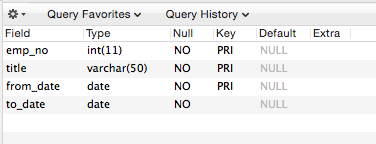 Query Favorites Query History
Field Type Null Key Default Extra
emp_no int(11) NO PRI NULL
title varchar(50) NO PRI NULL
from_date date NO PRI NULL
to_date date NO NULL